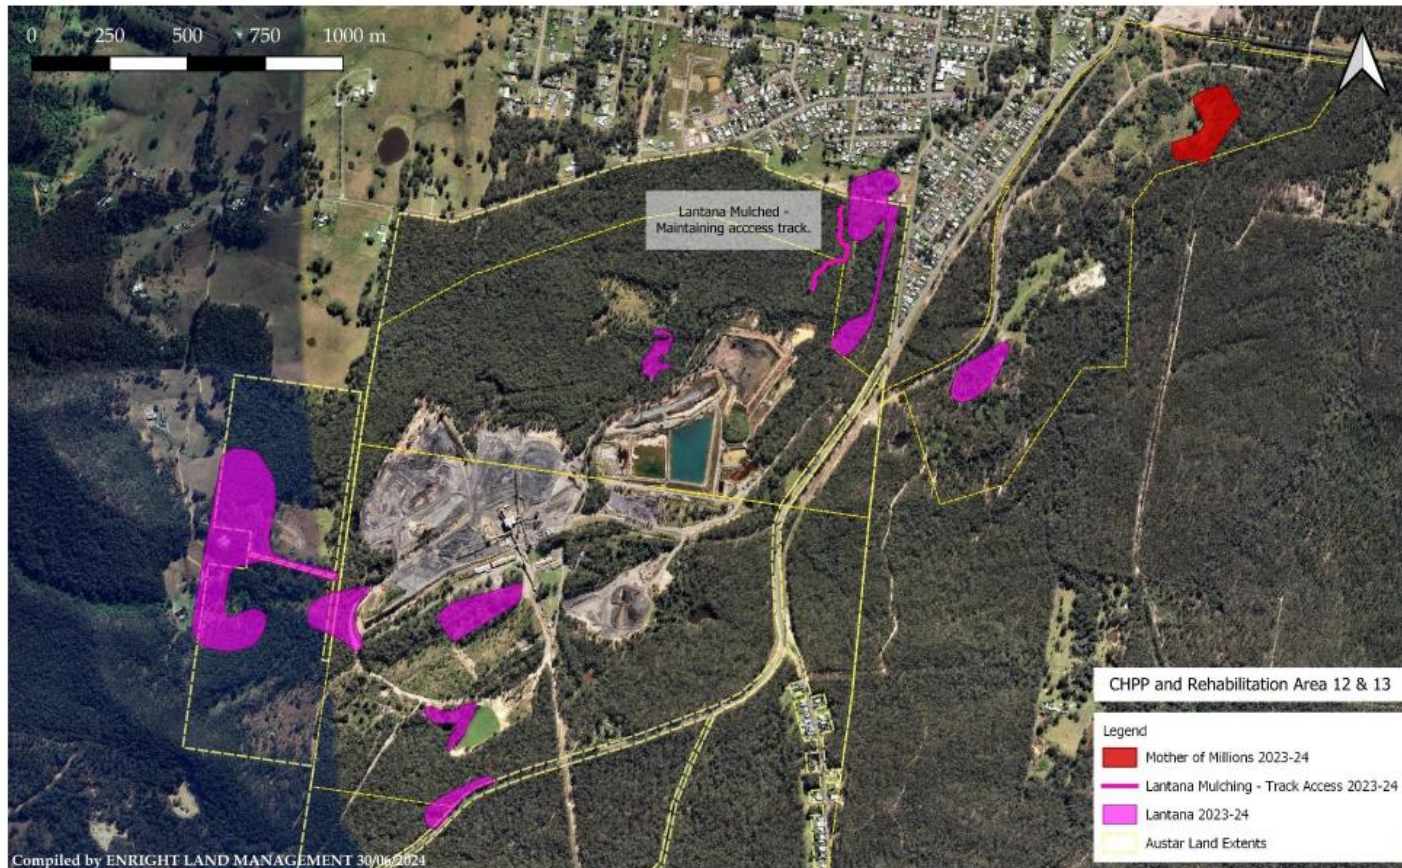 0 250 500 750 1000 m
Lantana Mulched -
Maintaining acccess track.
CHPP and Rehabilitation Area 12 & 13
Legend
Mother of Millions 2023-24
Lantana Mulching - Track Access 2023-24
Lantana 2023-24
Austar Land Extents
Compiled by ENRIGHT LAND MANAGEMENT 30/06/2024